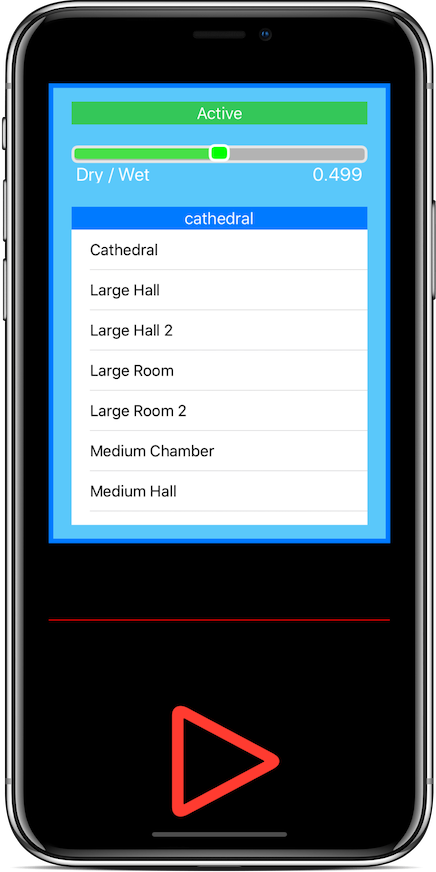 Active
Dry / Wet 0.499
cathedral
Cathedral
Large Hall
Large Hall 2
Large Room
Large Room 2
Medium Chamber
Medium Hall